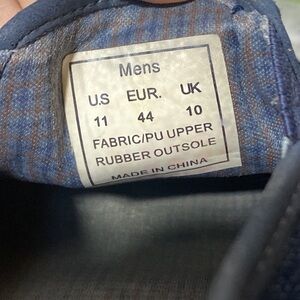 Mens
U.S EUR. UK
11 44 10
FABRIC/PU UPPER
RUBBER OUTSOLE
MADE IN CHINA